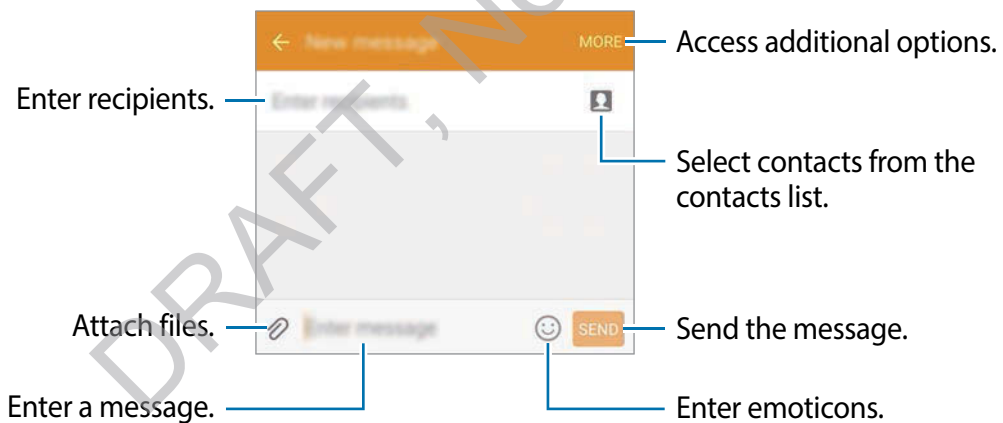 New message
MORE
Access additional options.
Enter recipients.
Enter recipients
Select contacts from the
contacts list.
Attach files.
Enter message
SEND
Send the message.
Enter a message.
Enter emoticons.
DRAFT,